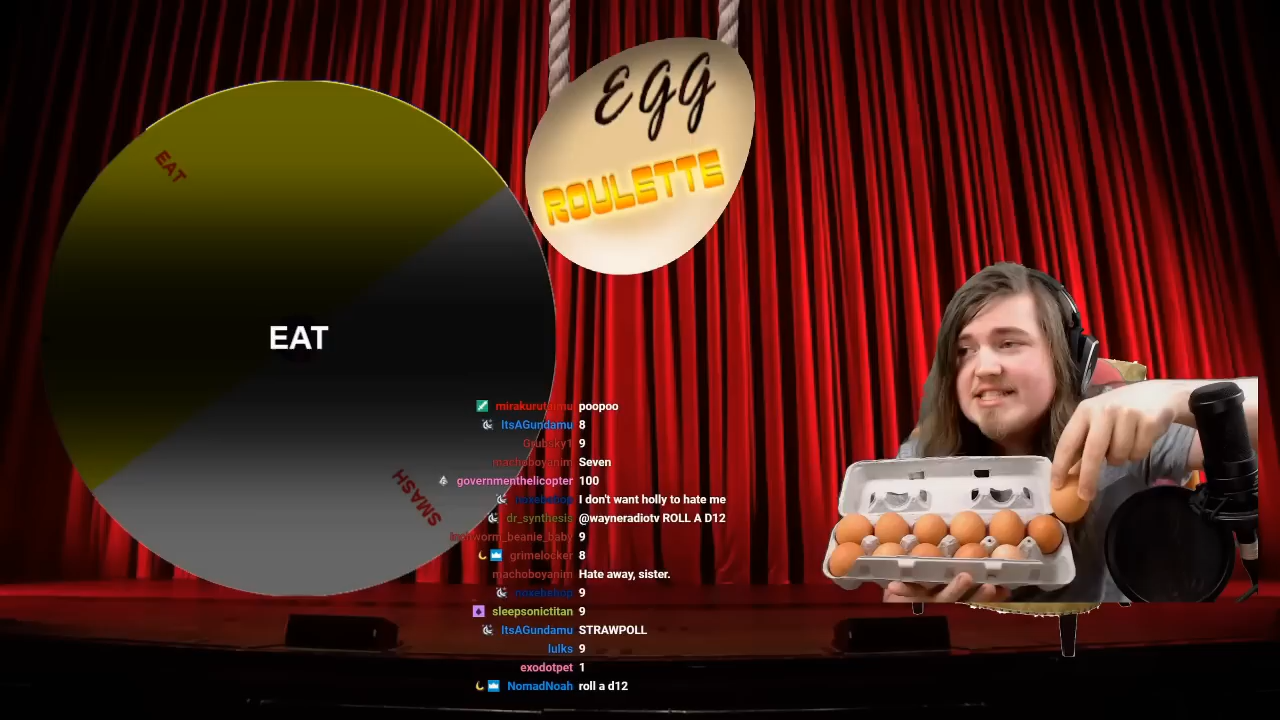 EGG
ROULETTE
EAT
EAT
SMASH
poopoo
ItsAGundamu 8
Grubsky1 9
machoboyanim Seven
governmenthelicopter 100
I don't want holly to hate me
dr_synthesis @wayneradiotv ROLL A D12
9
grimelocker 8
machoboyanim Hate away, sister.
9
sleepsonictitan 9
ItsAGundamu STRAWPOLL
lulks 9
exodotpet 1
NomadNoah roll a d12